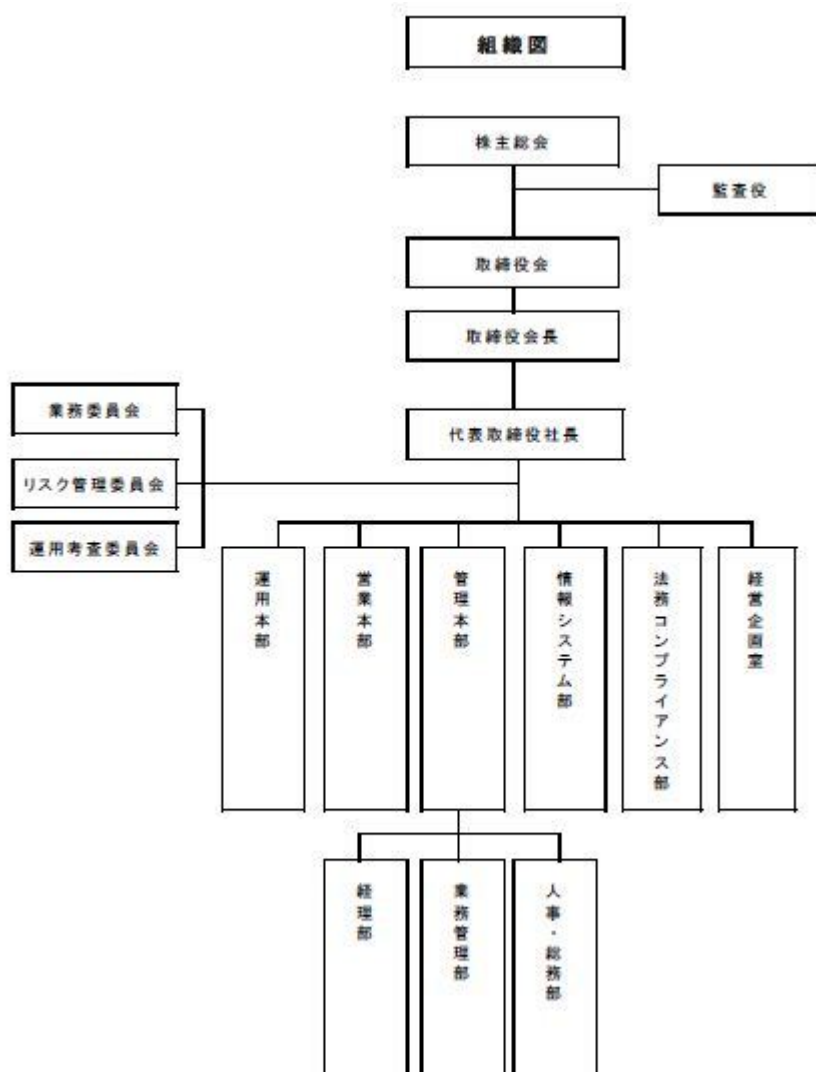 組織図
株主総会
監査役
取締役会
取締役会長
代表取締役社長
業務委員会
リスク管理委員会
運用考査委員会
運用本部
営業本部
管理本部
情報システム部
法務コンプライアンス部
経営企画室
経理部
業務管理部
人事・総務部